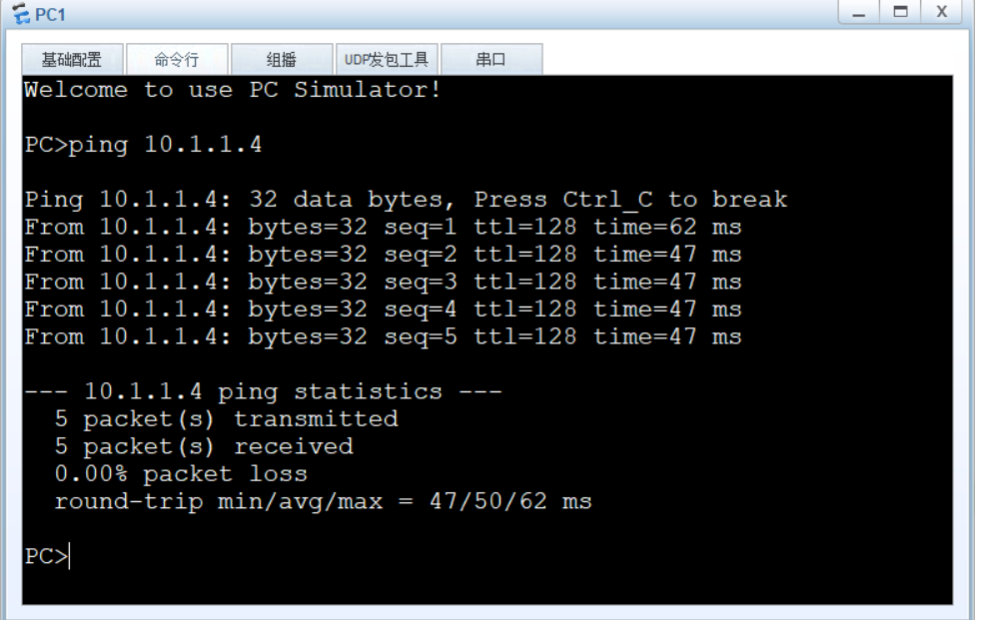 PC1
基础配置 命令行 组播 UDP发包工具 串口
Welcome to use PC Simulator!
PC>ping 10.1.1.4
Ping 10.1.1.4: 32 data bytes, Press Ctrl_C to break
From 10.1.1.4: bytes=32 seq=1 ttl=128 time=62 ms
From 10.1.1.4: bytes=32 seq=2 ttl=128 time=47 ms
From 10.1.1.4: bytes=32 seq=3 ttl=128 time=47 ms
From 10.1.1.4: bytes=32 seq=4 ttl=128 time=47 ms
From 10.1.1.4: bytes=32 seq=5 ttl=128 time=47 ms
--- 10.1.1.4 ping statistics ---
5 packet(s) transmitted
5 packet(s) received
0.00% packet loss
round-trip min/avg/max = 47/50/62 ms
PC>